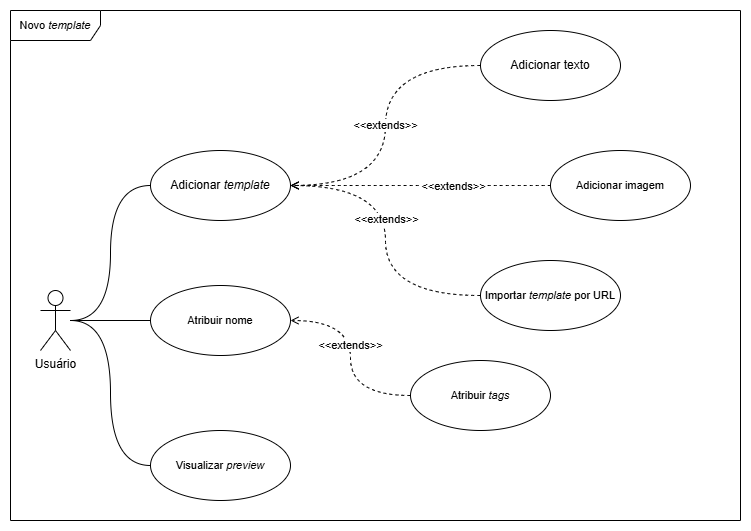 Novo template
Adicionar texto
<<extends>>
Adicionar template
<<extends>>
Adicionar imagem
<<extends>>
Importar template por URL
Atribuir nome
<<extends>>
Usuário
Atribuir tags
Visualizar preview